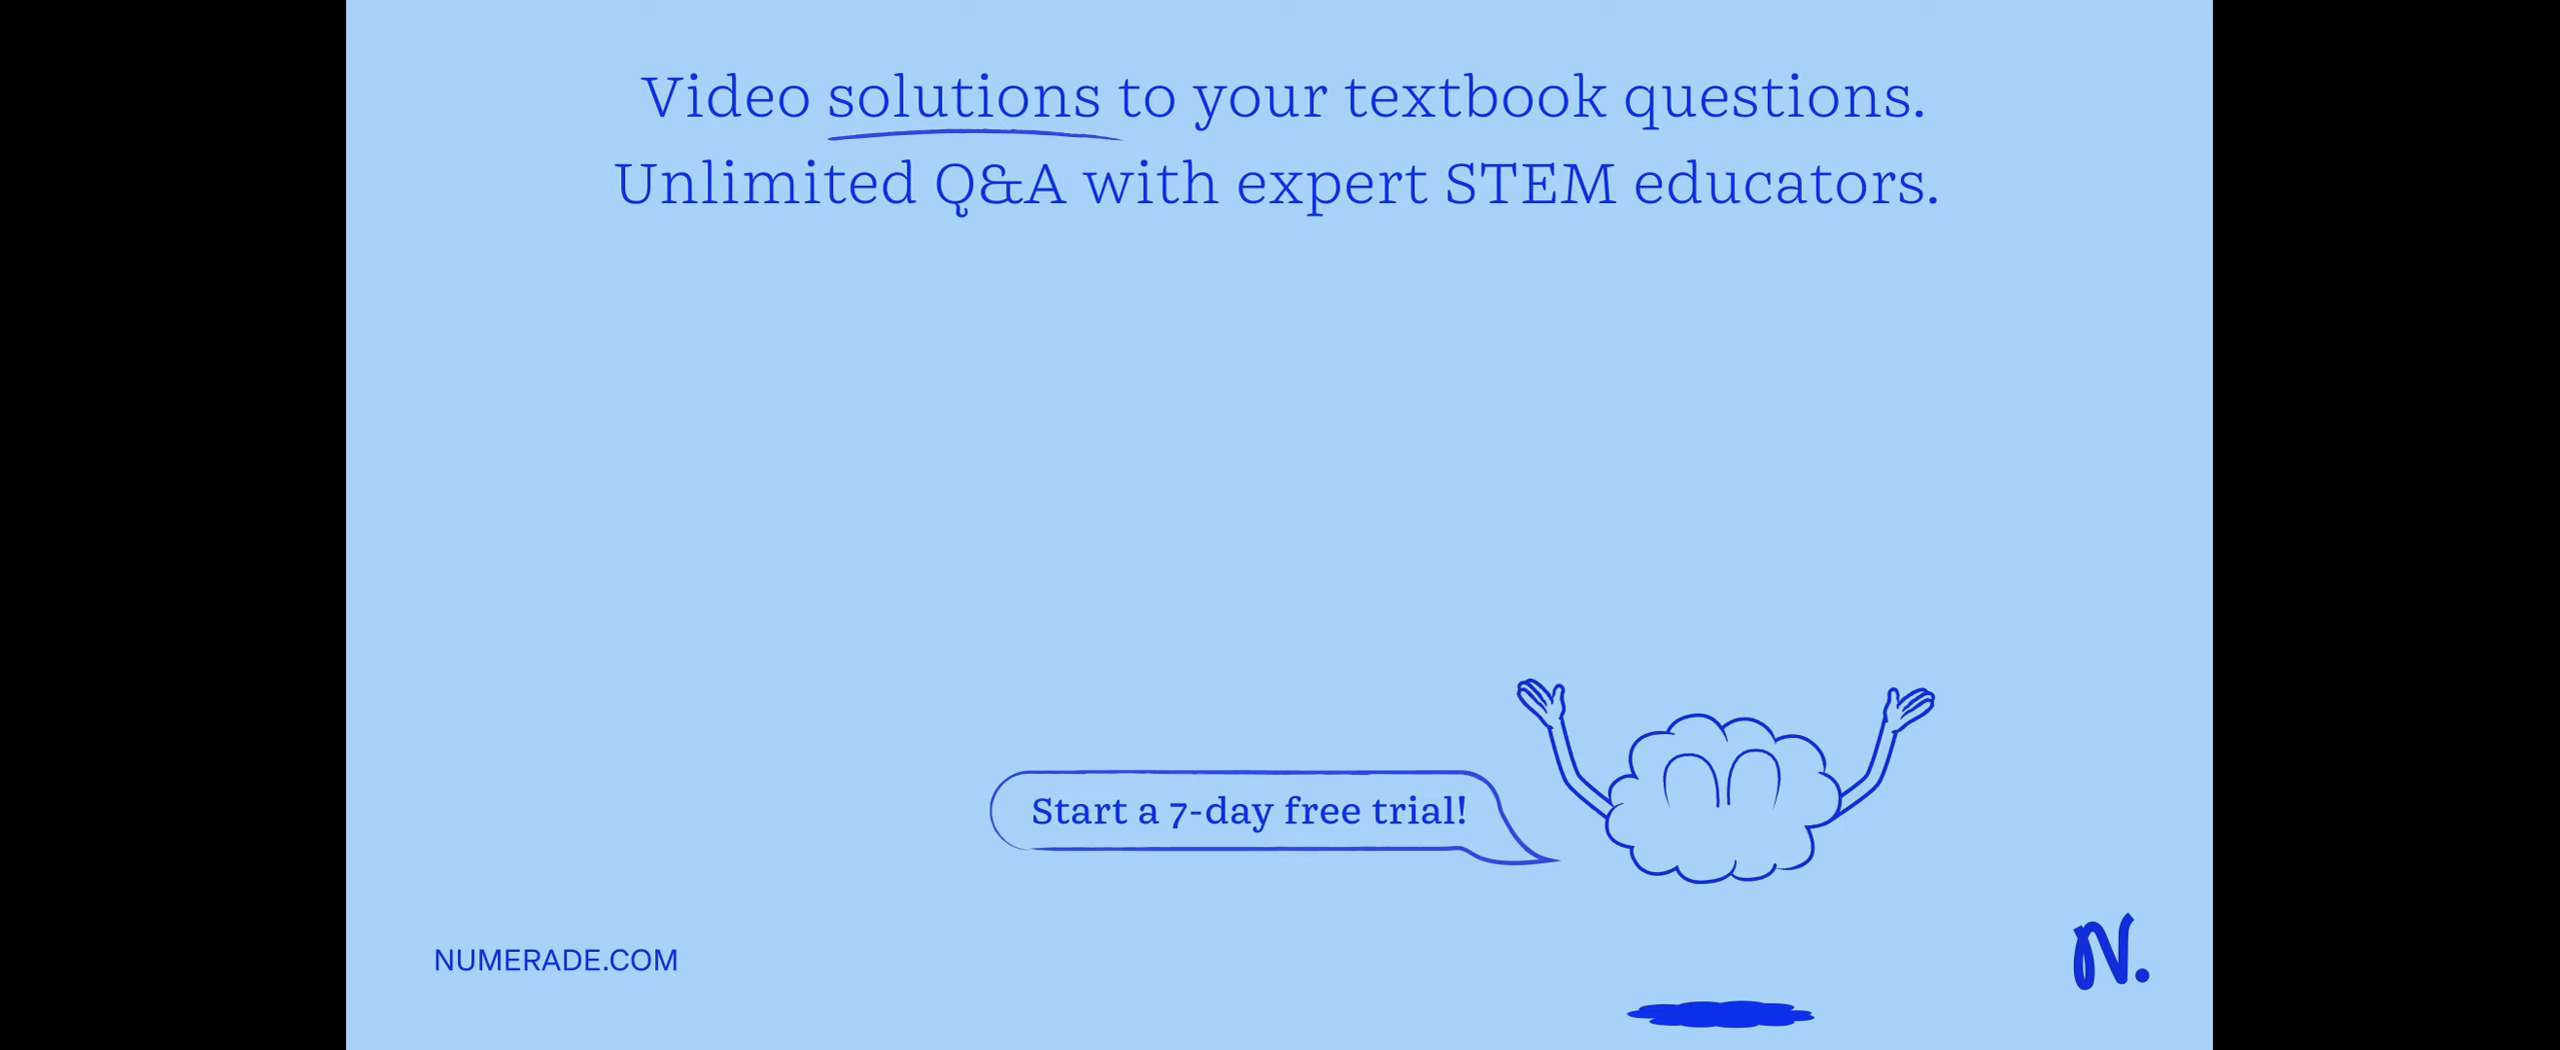 Video solutions to your textbook questions.
Unlimited Q&A with expert STEM educators.
Start a 7-day free trial!
NUMERADE.COM
N.